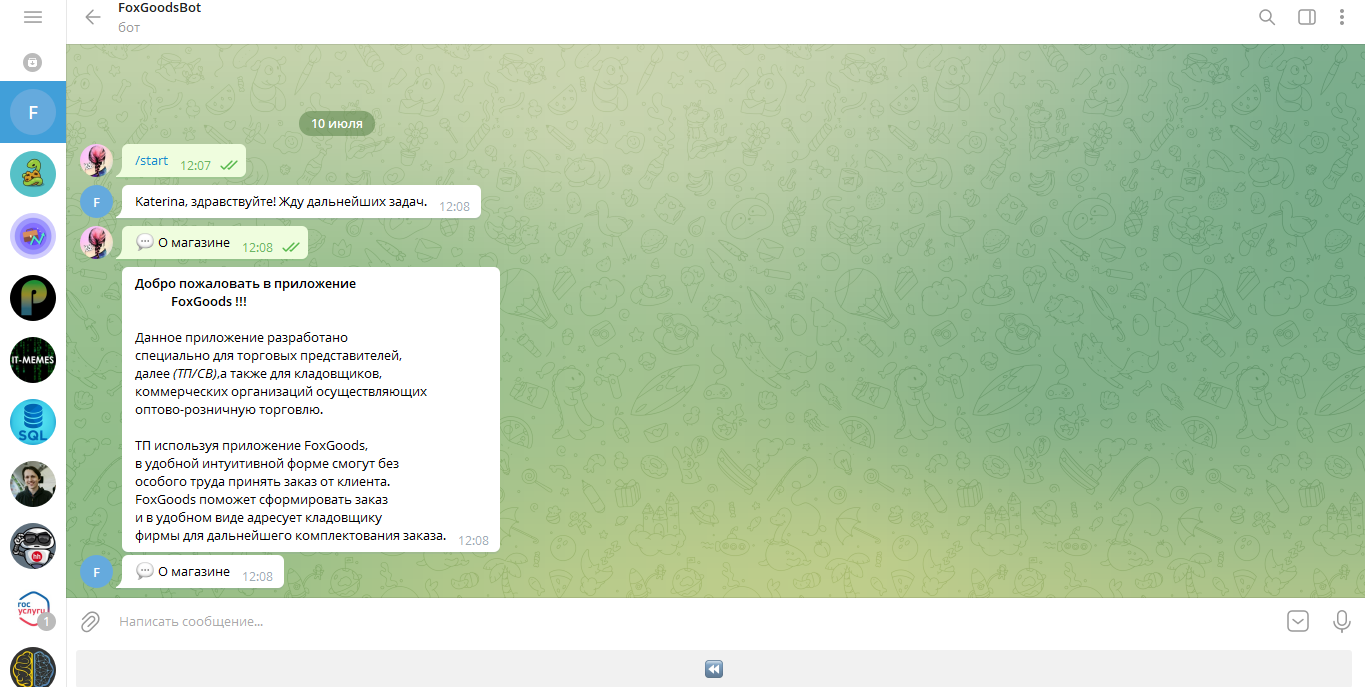 FoxGoodsBot
бот
10 июля
F
/start 12:07
F
Katerina, здравствуйте! Жду дальнейших задач. 12:08
💬 О магазине 12:08
P
Добро пожаловать в приложение
FoxGoods !!!
Данное приложение разработано
специально для торговых представителей,
IT-MEMES
далее (ТП/СВ),а также для кладовщиков,
коммерческих организаций осуществляющих
оптово-розничную торговлю.
SQL
ТП используя приложение FoxGoods,
в удобной интуитивной форме смогут без
особого труда принять заказ от клиента.
FoxGoods поможет сформировать заказ
и в удобном виде адресует кладовщику
фирмы для дальнейшего комплектования заказа. 12:08
hh
F
💬 О магазине 12:08
гос
услуги
1
Написать сообщение...